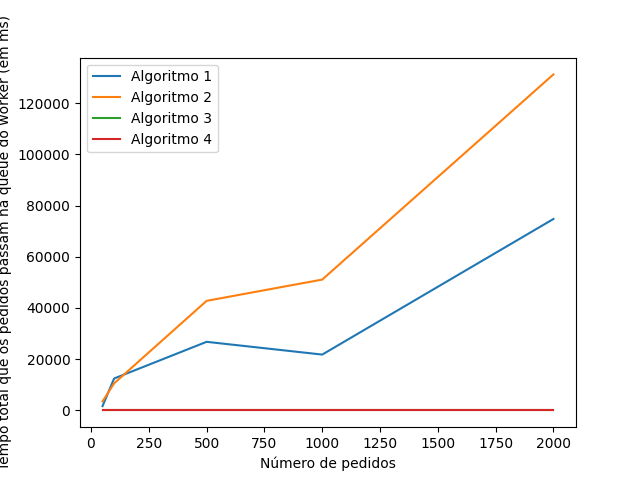 Tempo total que os pedidos passam na queue do worker (em ms)
120000
100000
80000
60000
40000
20000
0
Algoritmo 1
Algoritmo 2
Algoritmo 3
Algoritmo 4
0 250 500 750 1000 1250 1500 1750 2000
Número de pedidos